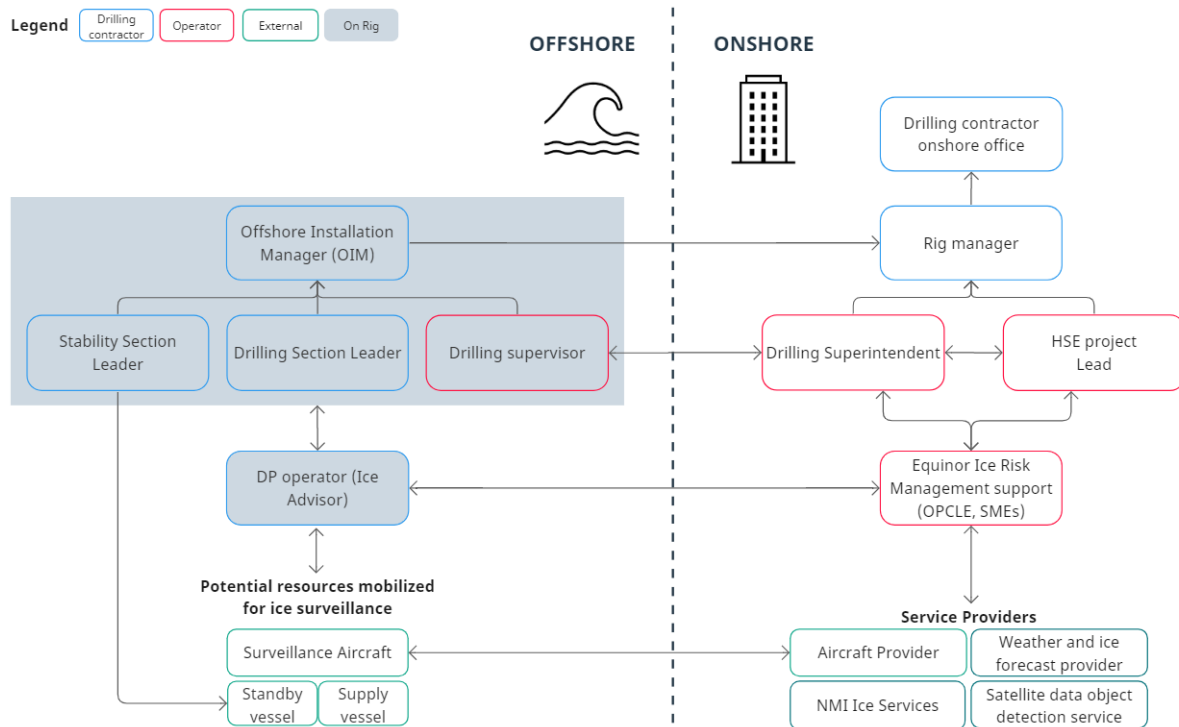 Legend
Drilling
contractor
Operator
External
On Rig
OFFSHORE
ONSHORE
Drilling contractor
onshore office
Offshore Installation
Manager (OIM)
Rig manager
Stability Section
Leader
Drilling Section Leader
Drilling supervisor
Drilling Superintendent
HSE project
Lead
DP operator (Ice
Advisor)
Equinor Ice Risk
Management support
(OPCLE, SMEs)
Potential resources mobilized
for ice surveillance
Service Providers
Surveillance Aircraft
Aircraft Provider
Weather and ice
forecast provider
Standby
vessel
Supply
vessel
NMI Ice Services
Satellite data object
detection service